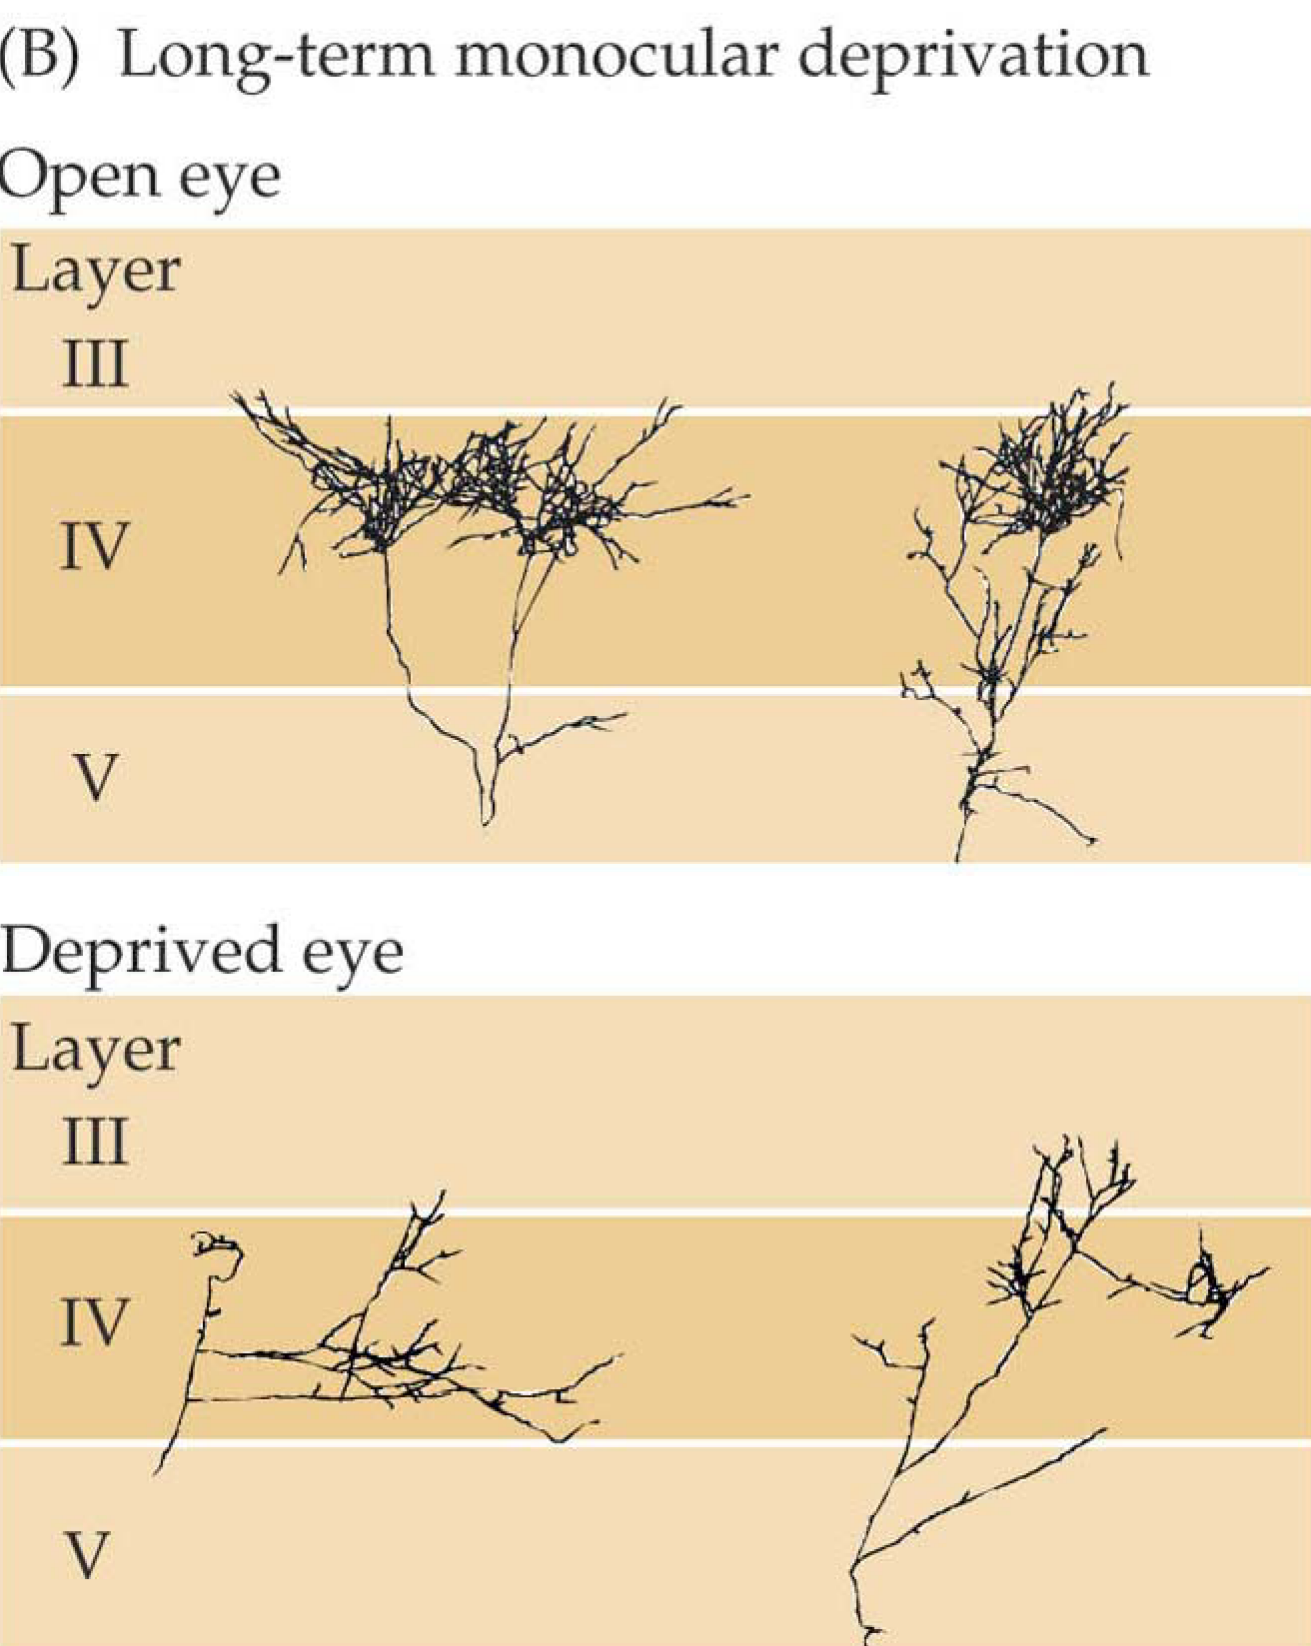 (B) Long-term monocular deprivation
Open eye
Layer
III
IV
V
Deprived eye
Layer
III
IV
V